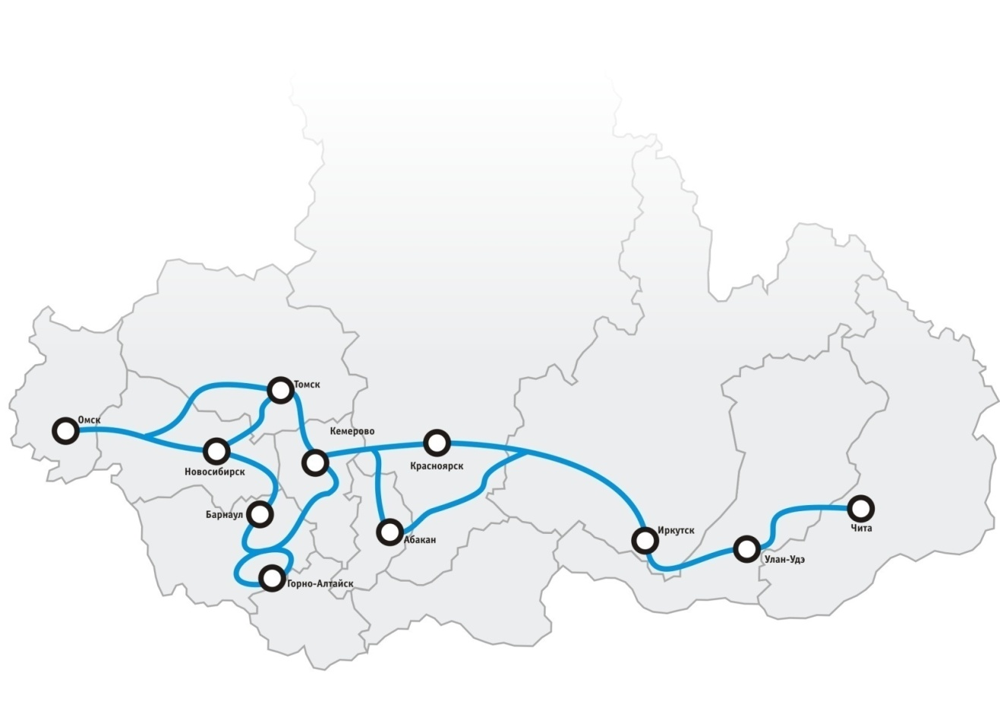 Томск
Омск
Кемерово
Новосибирск
Красноярск
Барнаул
Абакан
Иркутск
Чита
Улан-Удэ
Горно-Алтайск